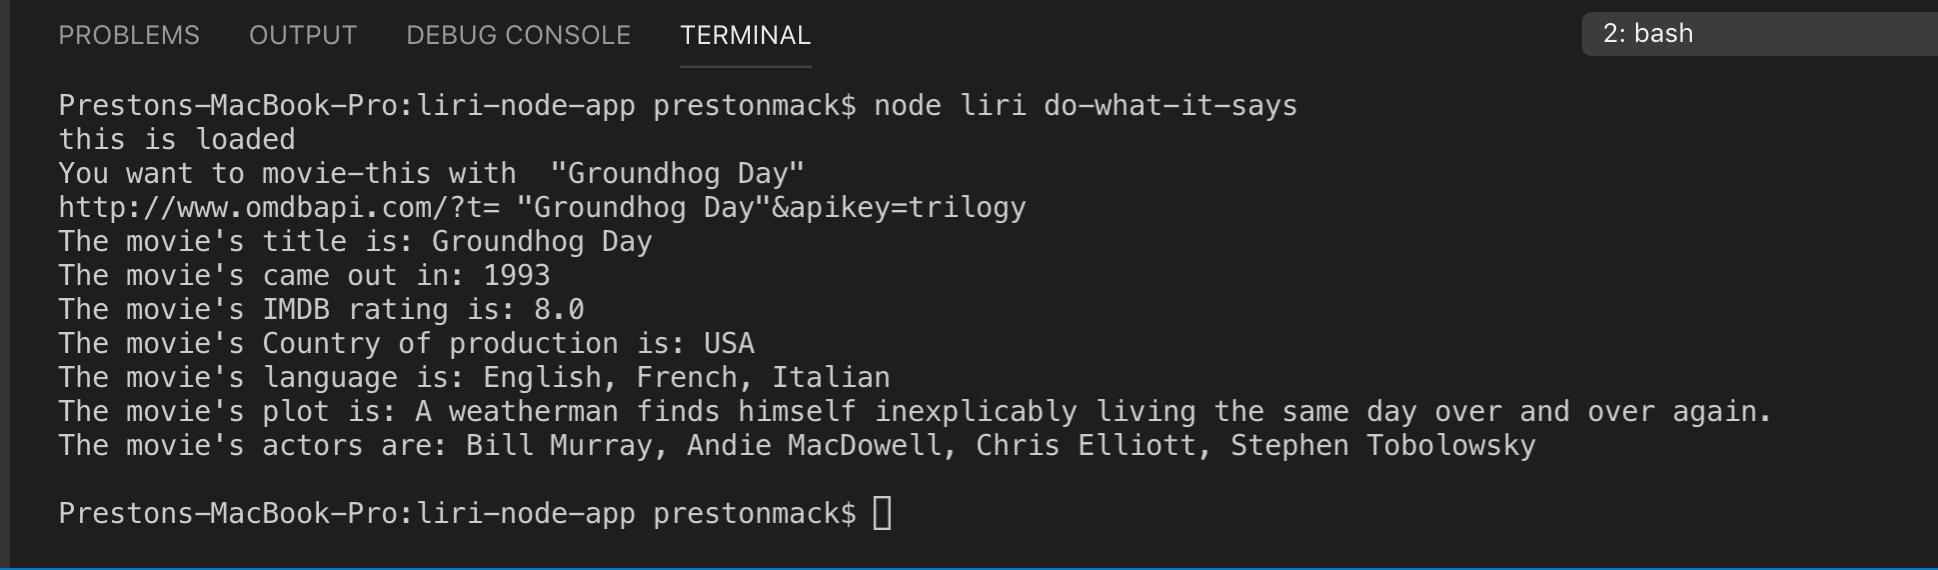 PROBLEMS OUTPUT DEBUG CONSOLE TERMINAL 2: bash
Prestons-MacBook-Pro:liri-node-app prestonmack$ node liri do-what-it-says
this is loaded
You want to movie-this with  "Groundhog Day"
http://www.omdbapi.com/?t= "Groundhog Day"&apikey=trilogy
The movie's title is: Groundhog Day
The movie's came out in: 1993
The movie's IMDB rating is: 8.0
The movie's Country of production is: USA
The movie's language is: English, French, Italian
The movie's plot is: A weatherman finds himself inexplicably living the same day over and over again.
The movie's actors are: Bill Murray, Andie MacDowell, Chris Elliott, Stephen Tobolowsky
Prestons-MacBook-Pro:liri-node-app prestonmack$